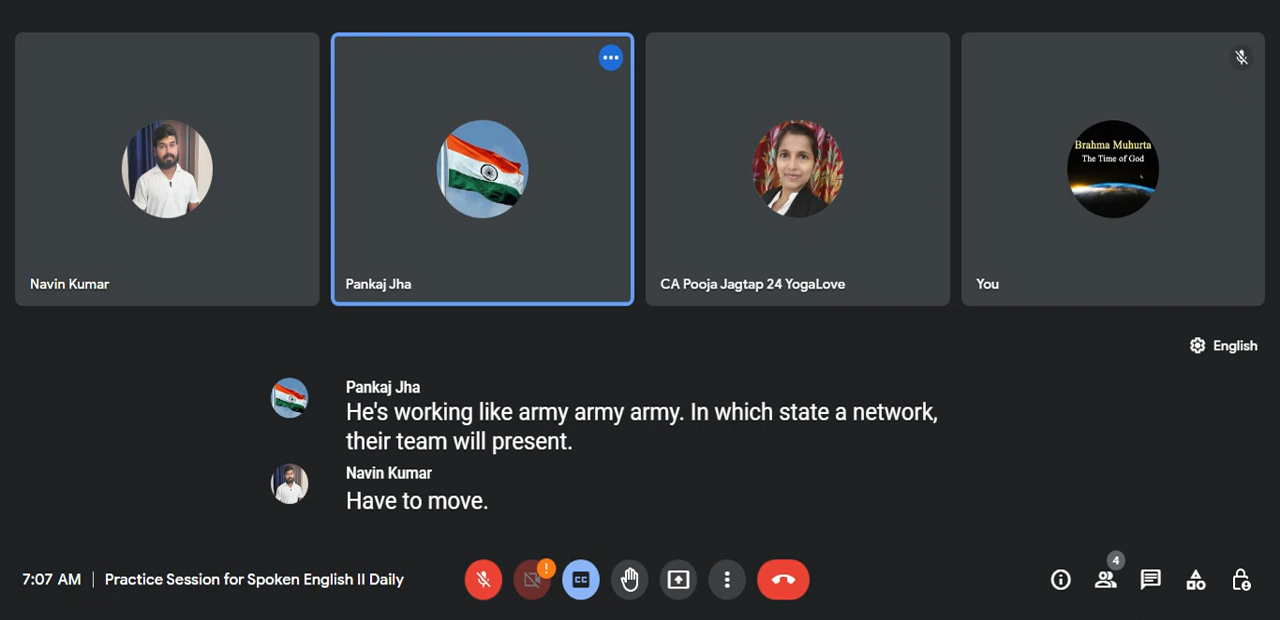 Brahma Muhurta
The Time of God
Navin Kumar
Pankaj Jha
CA Pooja Jagtap 24 YogaLove
You
English
Pankaj Jha
He's working like army army army. In which state a network,
their team will present.
Navin Kumar
Have to move.
7:07 AM | Practice Session for Spoken English II Daily
!
CC
4